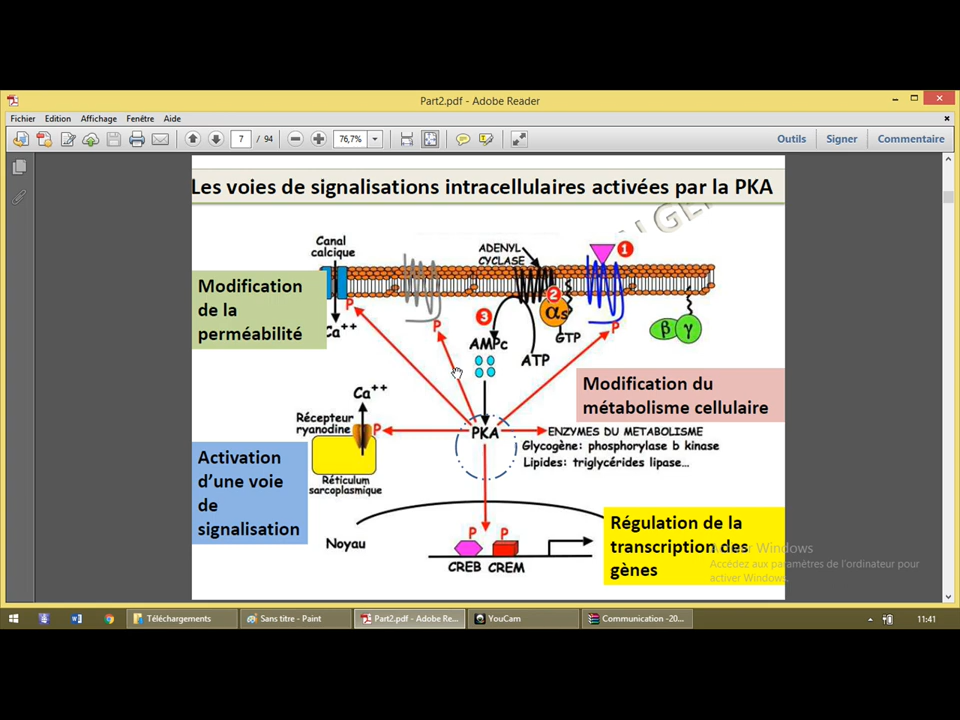 Part2.pdf - Adobe Reader
Fichier Edition Affichage Fenêtre Aide
7 / 94 76,7% Outils Signer Commentaire
Les voies de signalisations intracellulaires activées par la PKA
Canal
calcique
ADENYL
CYCLASE
1
Modification
de la
perméabilité
P
Ca++
P
3
2
αs
GTP
P
β γ
AMPc
ATP
Modification du
métabolisme cellulaire
Ca++
Récepteur
ryanodine
P
PKA
ENZYMES DU METABOLISME
Glycogène: phosphorylase b kinase
Lipides: triglycérides lipase...
Activation
d'une voie
de
signalisation
Réticulum
sarcoplasmique
Noyau
P P
CREB CREM
Régulation de la
transcription des
gènes
Activer Windows
Accédez aux paramètres de l'ordinateur pour
activer Windows.
Téléchargements
Sans titre - Paint
Part2.pdf - Adobe Re...
YouCam
Communication -20...
11:41